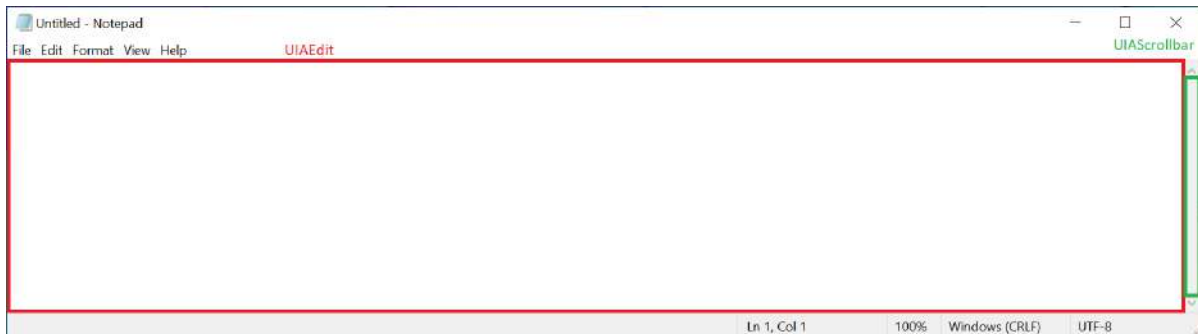 Untitled - Notepad
File Edit Format View Help UIAEdit UIAScrollbar
Ln 1, Col 1 100% Windows (CRLF) UTF-8